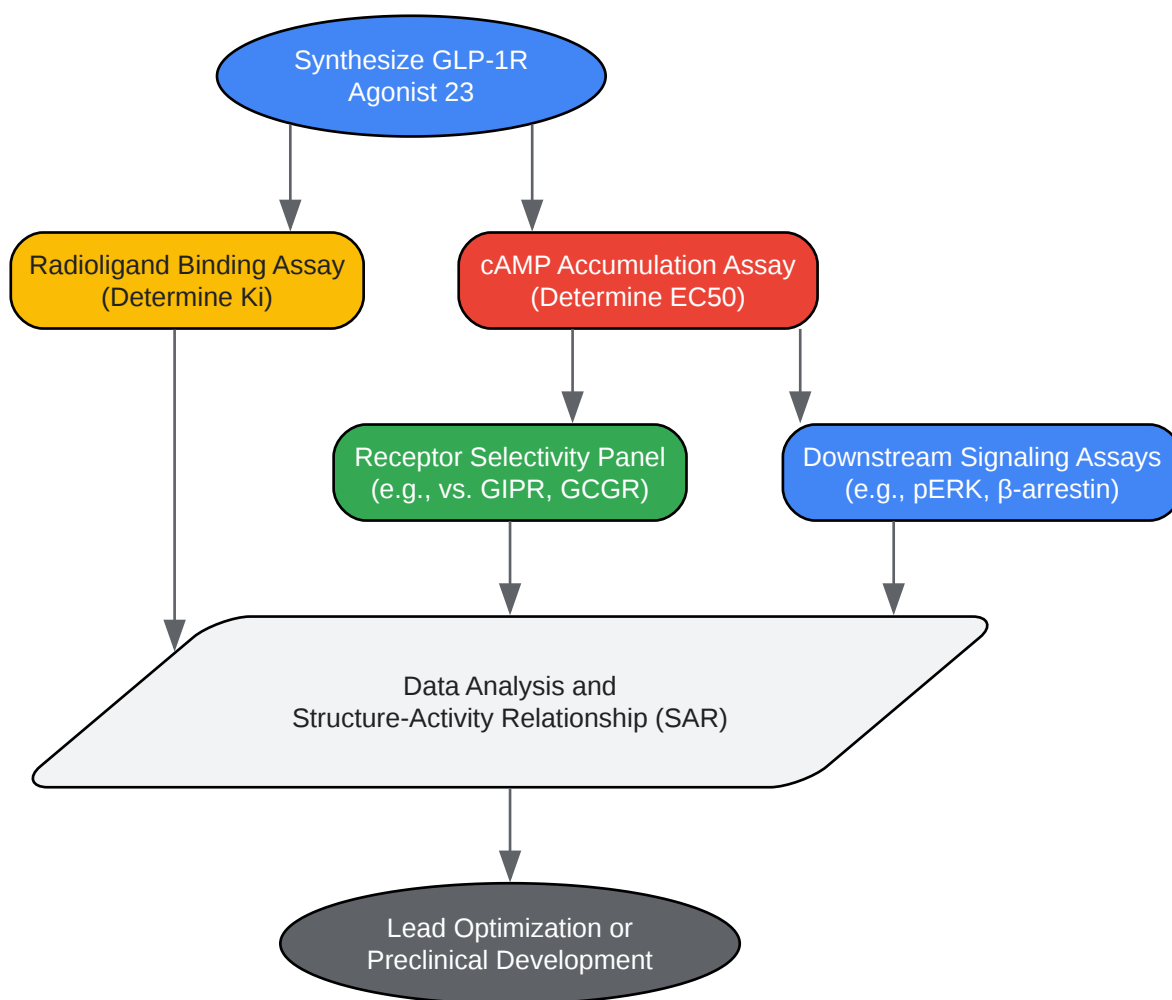 Synthesize GLP-1R
Agonist 23
Radioligand Binding Assay
(Determine Ki)
cAMP Accumulation Assay
(Determine EC50)
Receptor Selectivity Panel
(e.g., vs. GIPR, GCGR)
Downstream Signaling Assays
(e.g., pERK, β-arrestin)
Data Analysis and
Structure-Activity Relationship (SAR)
Lead Optimization or
Preclinical Development